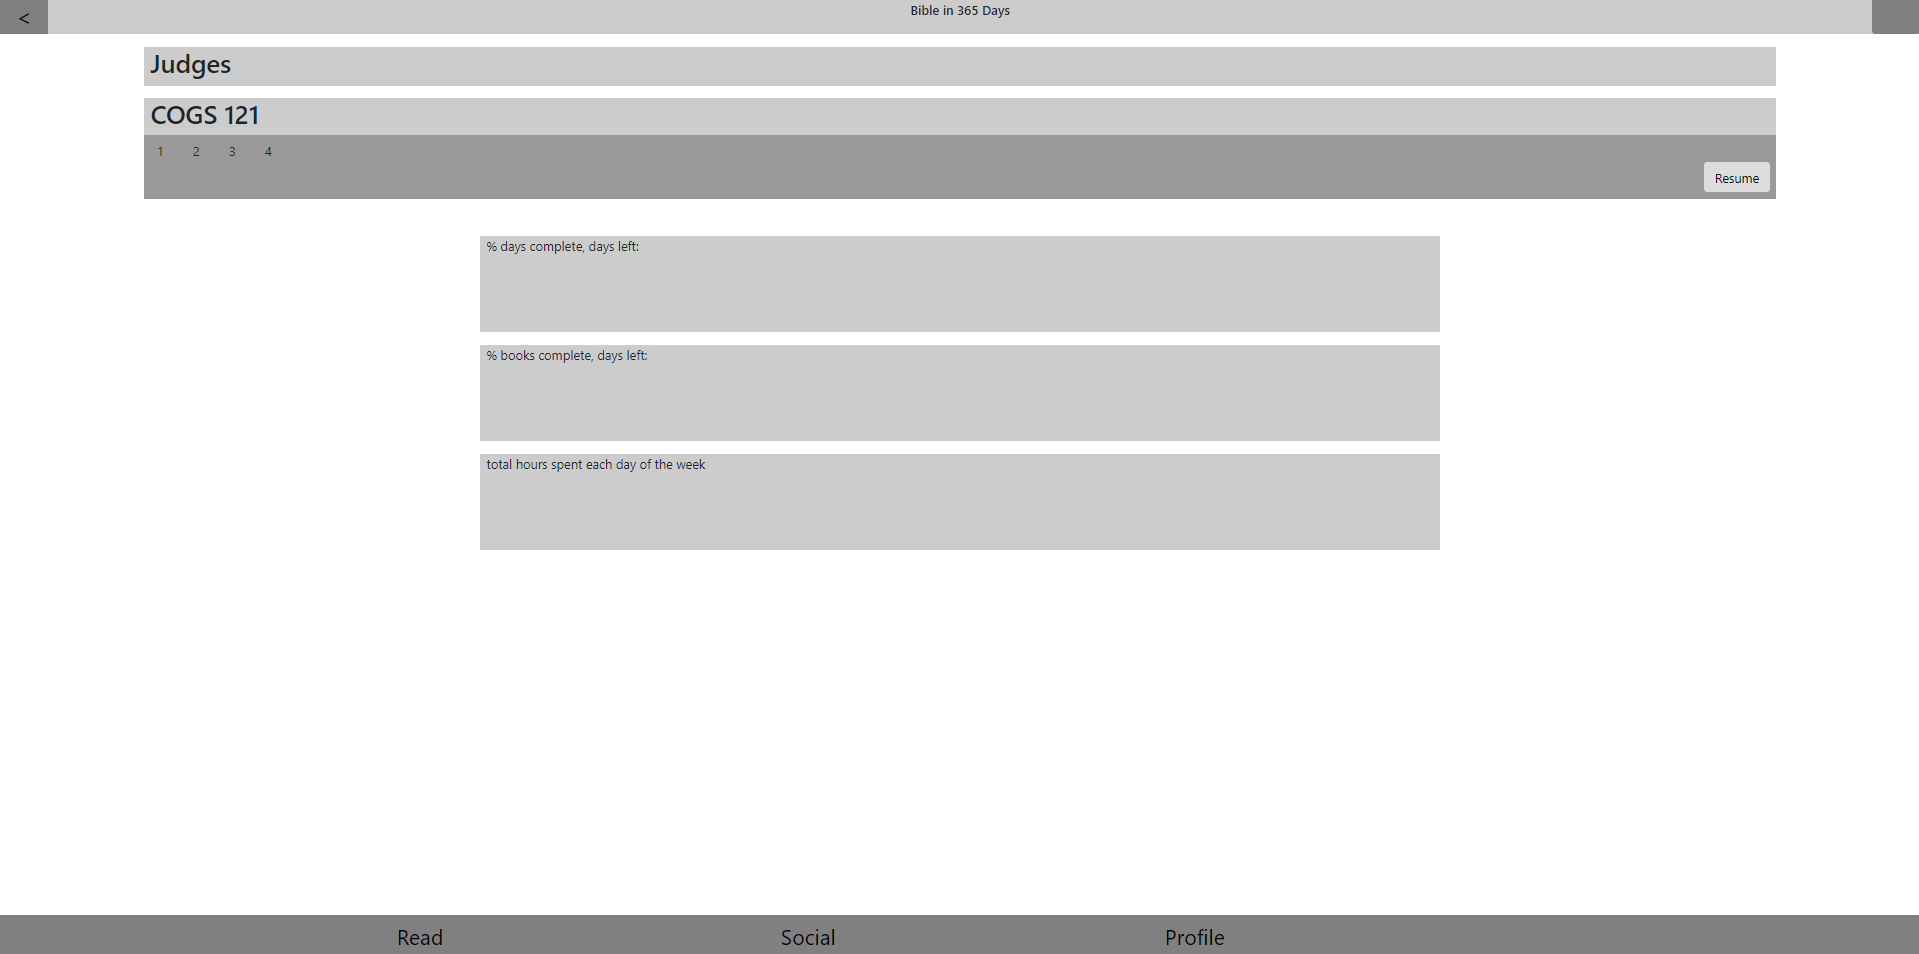 <
Bible in 365 Days
Judges
COGS 121
1 2 3 4
Resume
% days complete, days left:
% books complete, days left:
total hours spent each day of the week
Read Social Profile